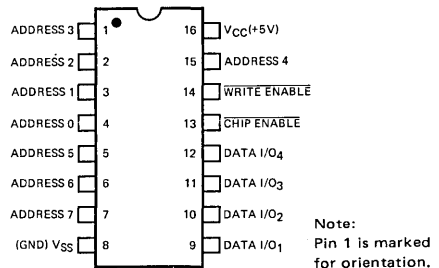 ADDRESS 3 1 16 VCC(+5V)
ADDRESS 2 2 15 ADDRESS 4
ADDRESS 1 3 14 WRITE ENABLE
ADDRESS 0 4 13 CHIP ENABLE
ADDRESS 5 5 12 DATA I/O4
ADDRESS 6 6 11 DATA I/O3
ADDRESS 7 7 10 DATA I/O2
(GND) VSS 8 9 DATA I/O1
Note:
Pin 1 is marked
for orientation.